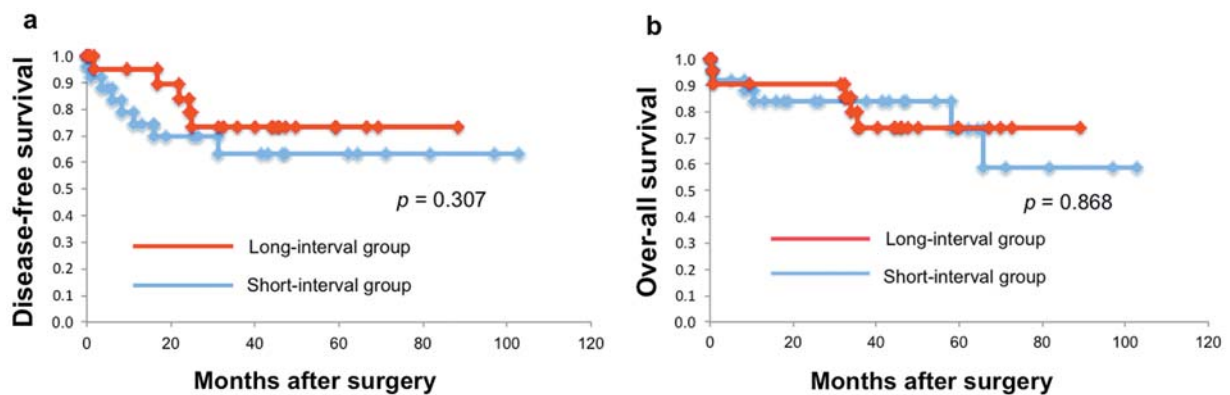 a
Disease-free survival
1.0
0.9
0.8
0.7
0.6
0.5
0.4
0.3
0.2
0.1
0.0
p = 0.307
Long-interval group
Short-interval group
0 20 40 60 80 100 120
Months after surgery
b
Over-all survival
1.0
0.9
0.8
0.7
0.6
0.5
0.4
0.3
0.2
0.1
0.0
p = 0.868
Long-interval group
Short-interval group
0 20 40 60 80 100 120
Months after surgery